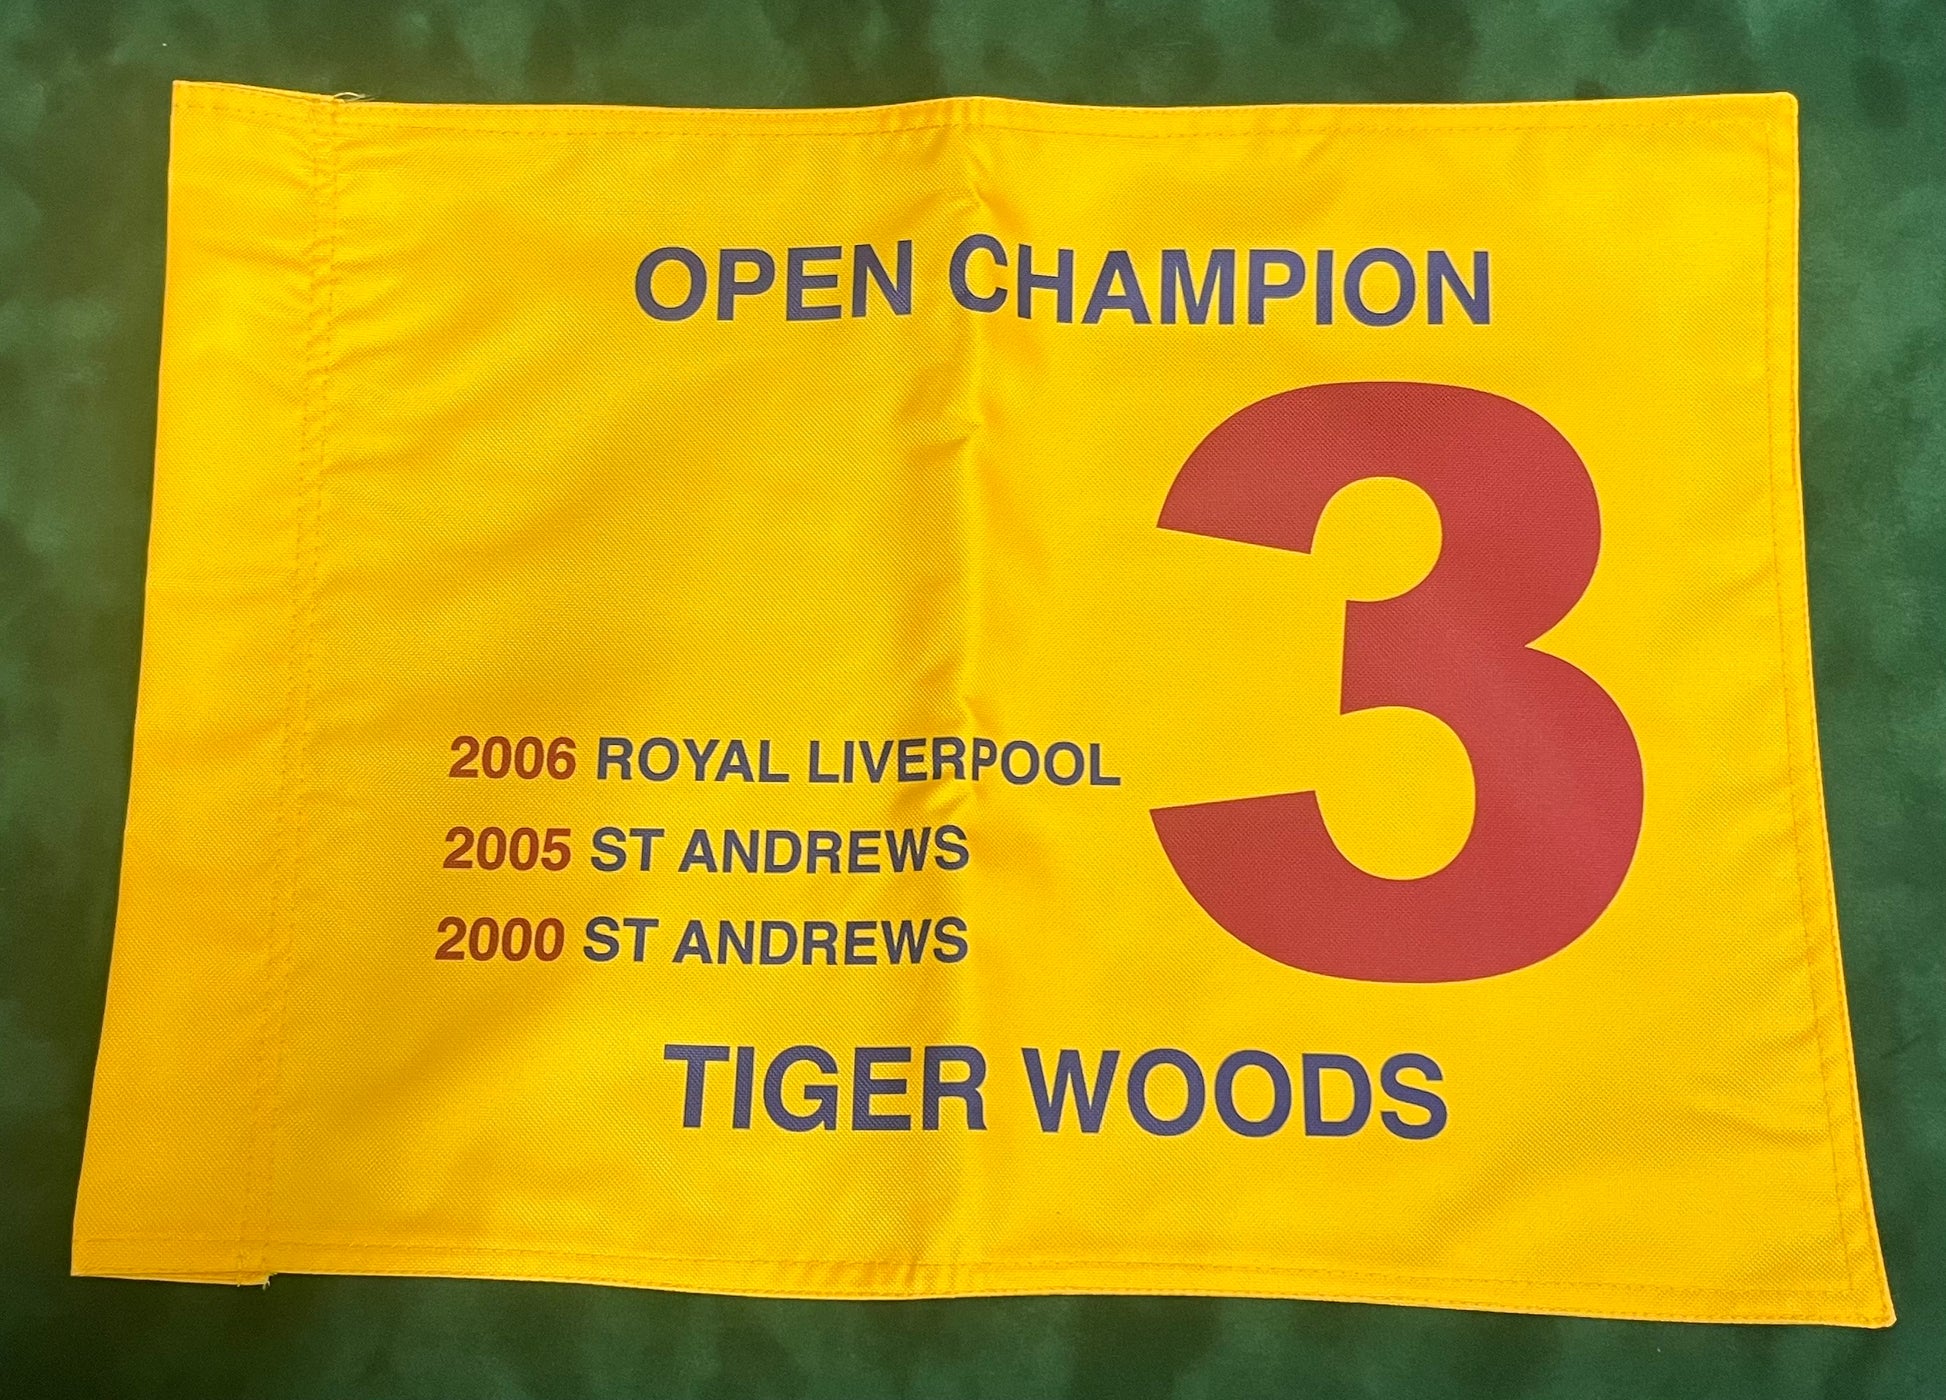 OPEN CHAMPION
3
2006 ROYAL LIVERPOOL
2005 ST ANDREWS
2000 ST ANDREWS
TIGER WOODS